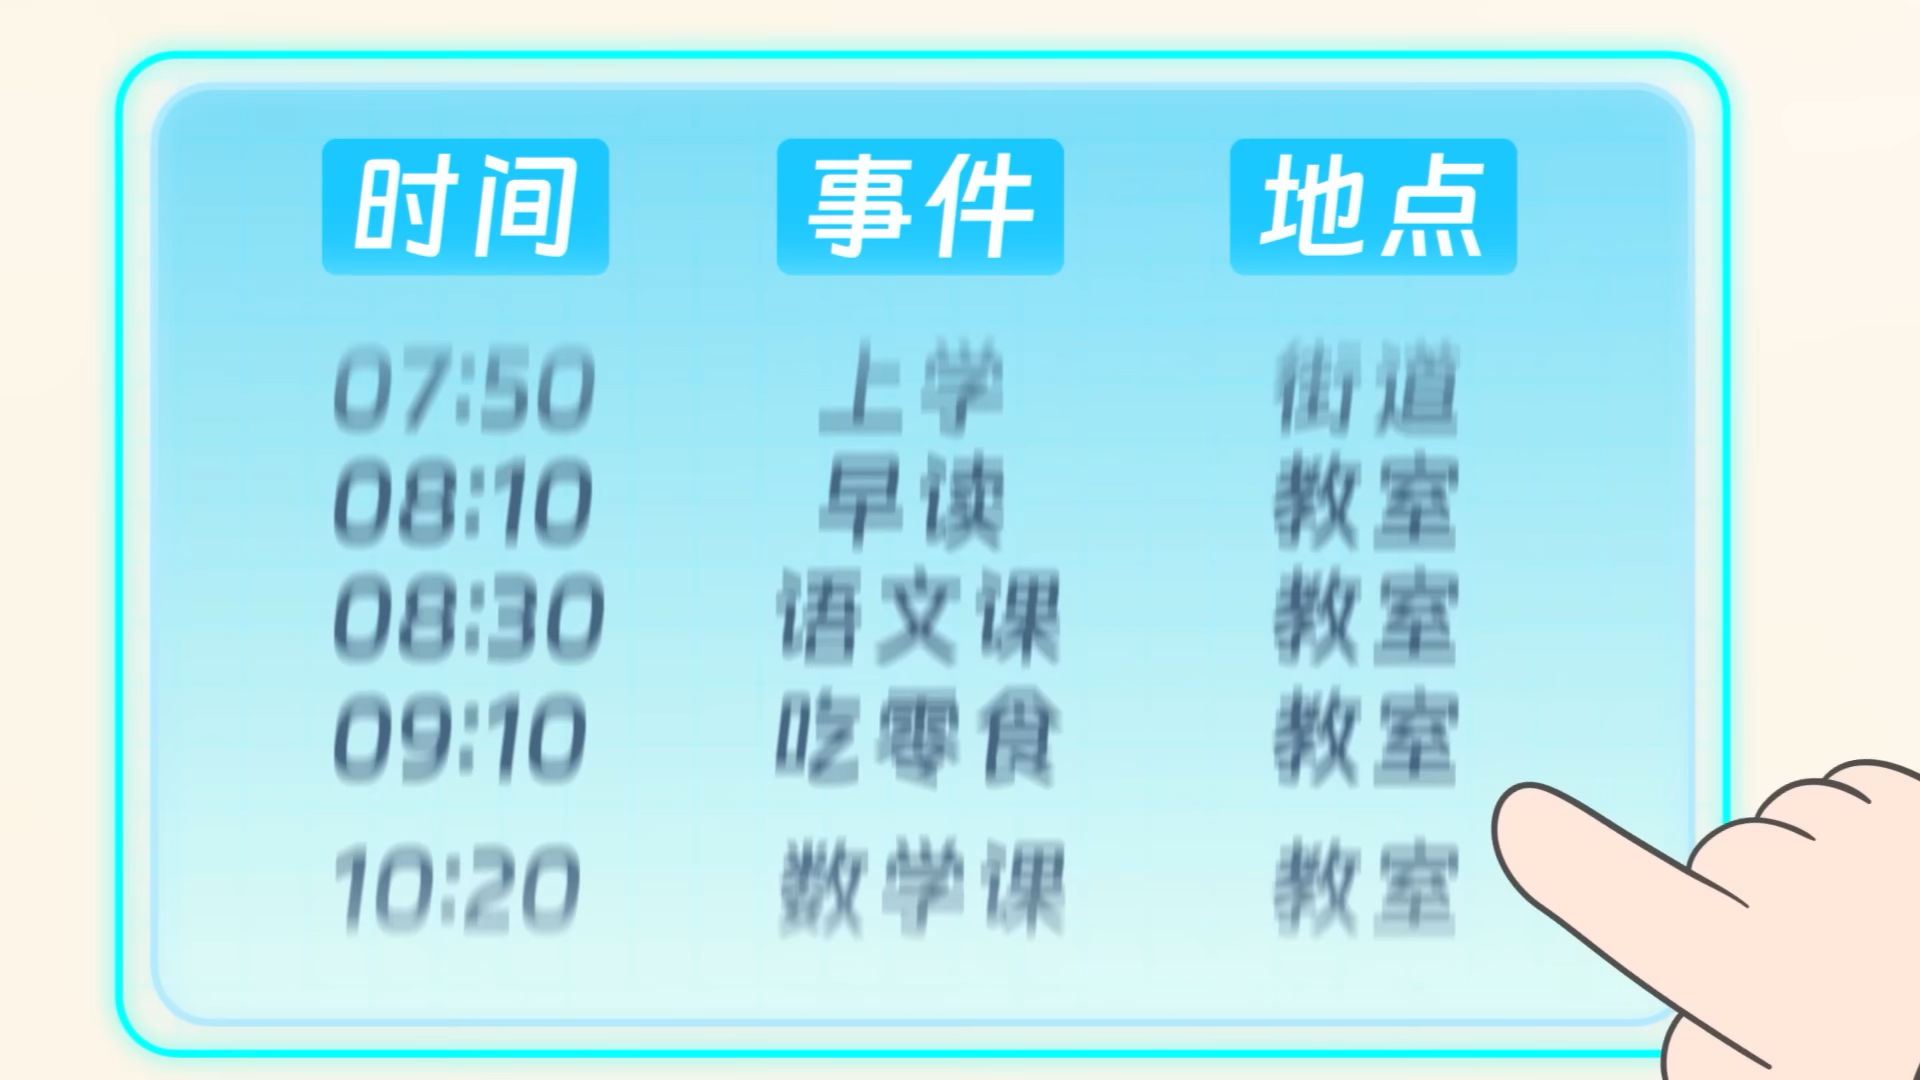 时间 事件 地点
07:50 上学 街道
08:10 早读 教室
08:30 语文课 教室
09:10 吃零食 教室
10:20 数学课 教室